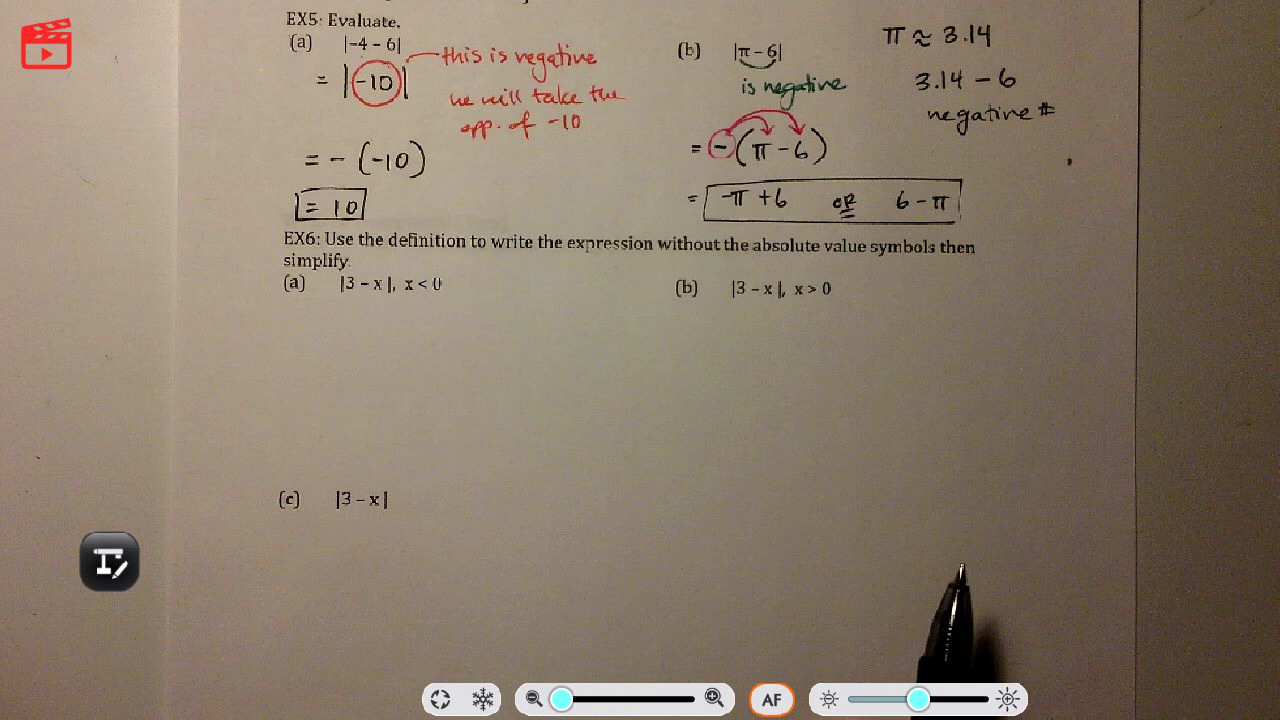 EX5: Evaluate.
(a) |-4 - 6|
= |-10|
this is negative
we will take the
opp. of -10
= - (-10)
= 10
(b) |π - 6|
is negative
= - (π - 6)
= -π + 6 OR 6 - π
π ≈ 3.14
3.14 - 6
negative #
EX6: Use the definition to write the expression without the absolute value symbols then
simplify.
(a) |3 - x|, x < 0
(b) |3 - x|, x > 0
(c) |3 - x|
AF